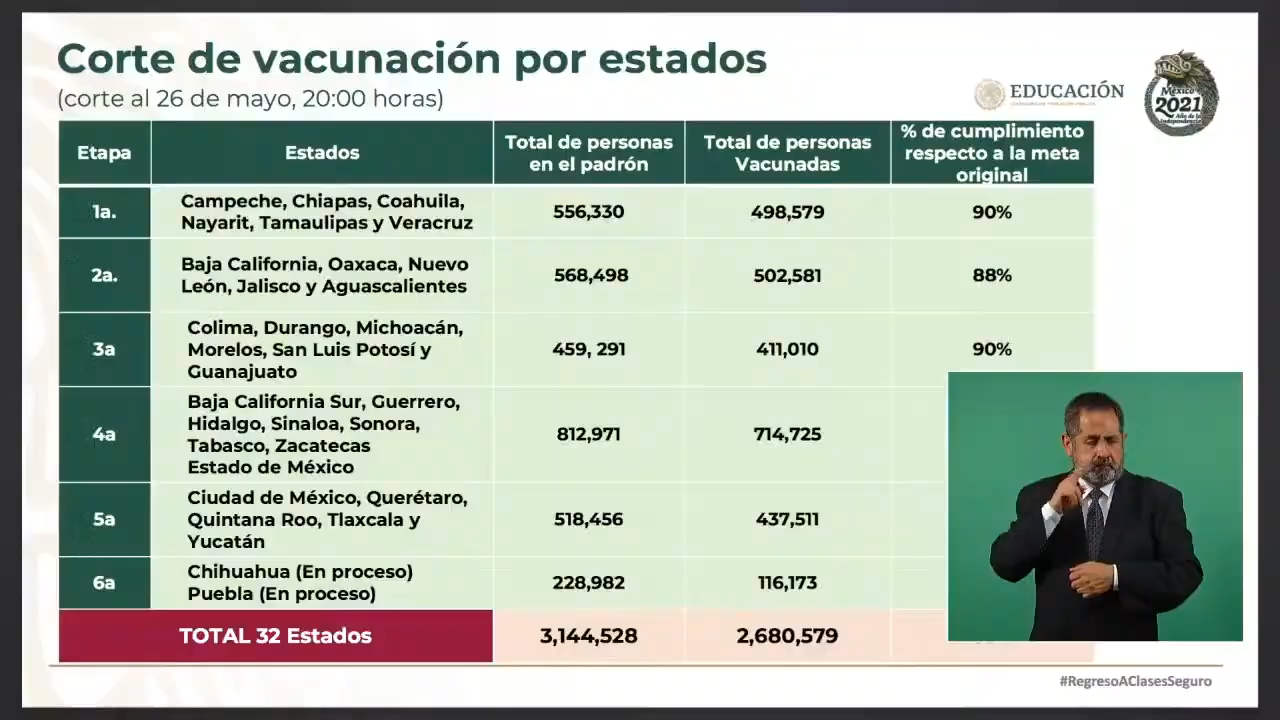 Corte de vacunación por estados
(corte al 26 de mayo, 20:00 horas)
EDUCACIÓN
México
2021
Año de la
Independencia
Etapa
Estados
Total de personas
en el padrón
Total de personas
Vacunadas
% de cumplimiento
respecto a la meta
original
1a.
Campeche, Chiapas, Coahuila,
Nayarit, Tamaulipas y Veracruz
556,330
498,579
90%
2a.
Baja California, Oaxaca, Nuevo
León, Jalisco y Aguascalientes
568,498
502,581
88%
3a
Colima, Durango, Michoacán,
Morelos, San Luis Potosí y
Guanajuato
459, 291
411,010
90%
4a
Baja California Sur, Guerrero,
Hidalgo, Sinaloa, Sonora,
Tabasco, Zacatecas
Estado de México
812,971
714,725
5a
Ciudad de México, Querétaro,
Quintana Roo, Tlaxcala y
Yucatán
518,456
437,511
6a
Chihuahua (En proceso)
Puebla (En proceso)
228,982
116,173
TOTAL 32 Estados
3,144,528
2,680,579
#RegresoAClasesSeguro